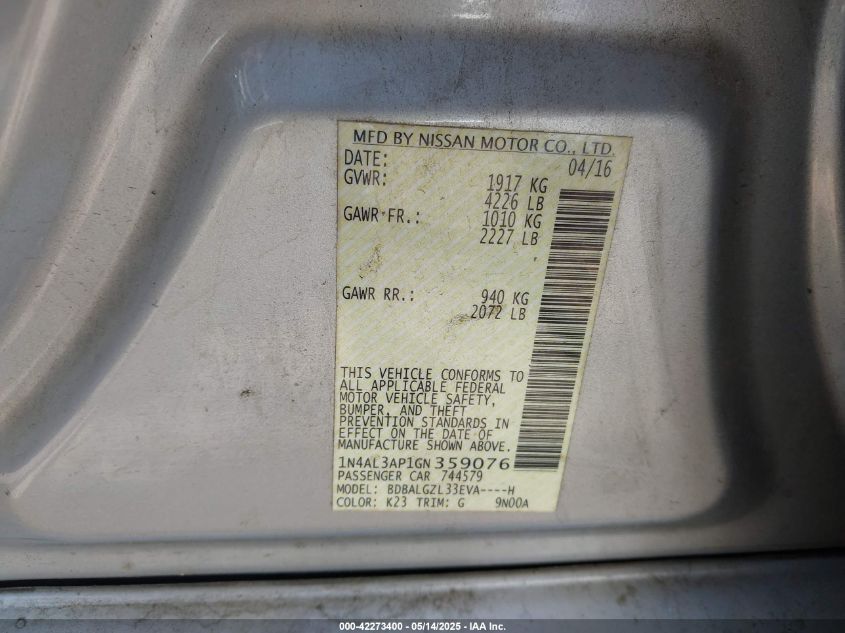 MFD BY NISSAN MOTOR CO., LTD.
DATE: 04/16
GVWR: 1917 KG
4226 LB
GAWR FR.: 1010 KG
2227 LB
GAWR RR.: 940 KG
2072 LB
THIS VEHICLE CONFORMS TO
ALL APPLICABLE FEDERAL
MOTOR VEHICLE SAFETY,
BUMPER, AND THEFT
PREVENTION STANDARDS IN
EFFECT ON THE DATE OF
MANUFACTURE SHOWN ABOVE.
1N4AL3AP1GN359076
PASSENGER CAR 744579
MODEL: BDBALGZL33EVA----H
COLOR: K23 TRIM: G 9N00A
000-42273400 - 05/14/2025 - IAA Inc.